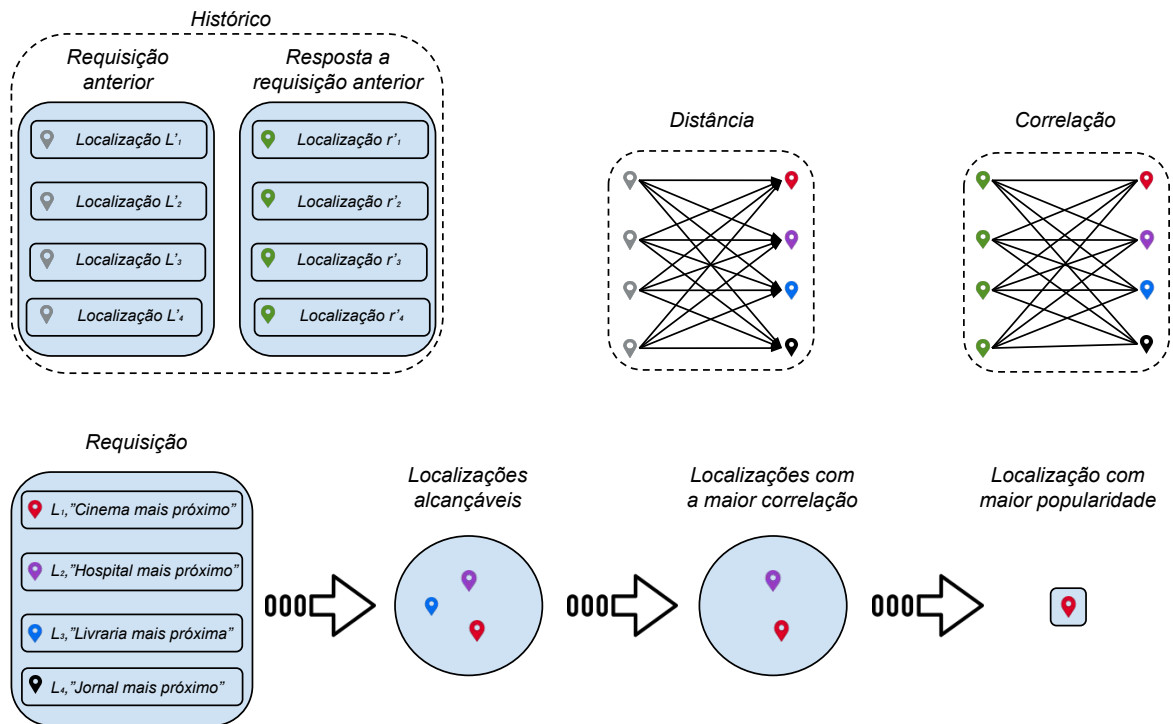 Histórico
Requisição
anterior
Resposta a
requisição anterior
Localização L'₁
Localização L'₂
Localização L'₃
Localização L'₄
Localização r'₁
Localização r'₂
Localização r'₃
Localização r'₄
Distância
Correlação
Requisição
L₁,"Cinema mais próximo"
L₂,"Hospital mais próximo"
L₃,"Livraria mais próxima"
L₄,"Jornal mais próximo"
Localizações
alcançáveis
Localizações com
a maior correlação
Localização com
maior popularidade